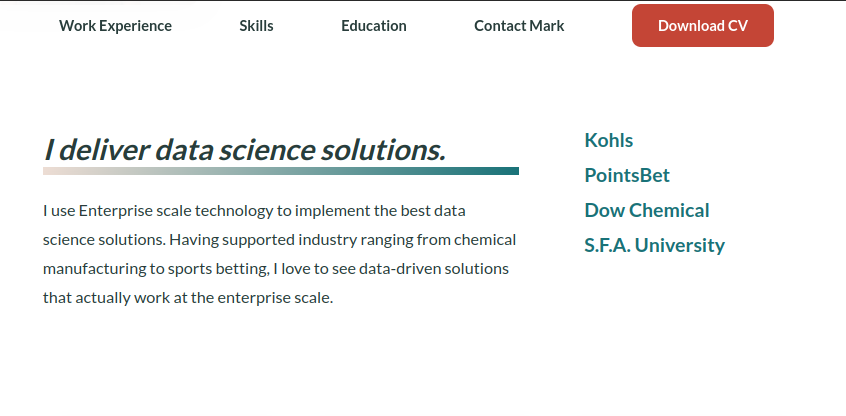 Work Experience
Skills
Education
Contact Mark
Download CV
I deliver data science solutions.
I use Enterprise scale technology to implement the best data
science solutions. Having supported industry ranging from chemical
manufacturing to sports betting, I love to see data-driven solutions
that actually work at the enterprise scale.
Kohls
PointsBet
Dow Chemical
S.F.A. University